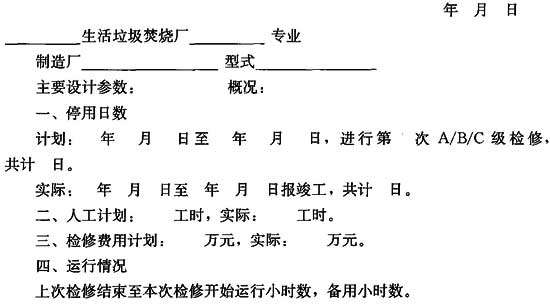 年 月 日
__________生活垃圾焚烧厂__________ 专业
制造厂__________________ 型式________________
主要设计参数： 概况：
一、停用日数
计划： 年 月 日至 年 月 日，进行第 次 A/B/C 级检修，
共计 日。
实际： 年 月 日至 年 月 日报竣工，共计 日。
二、人工计划： 工时，实际： 工时。
三、检修费用计划： 万元，实际： 万元。
四、运行情况
上次检修结束至本次检修开始运行小时数，备用小时数。